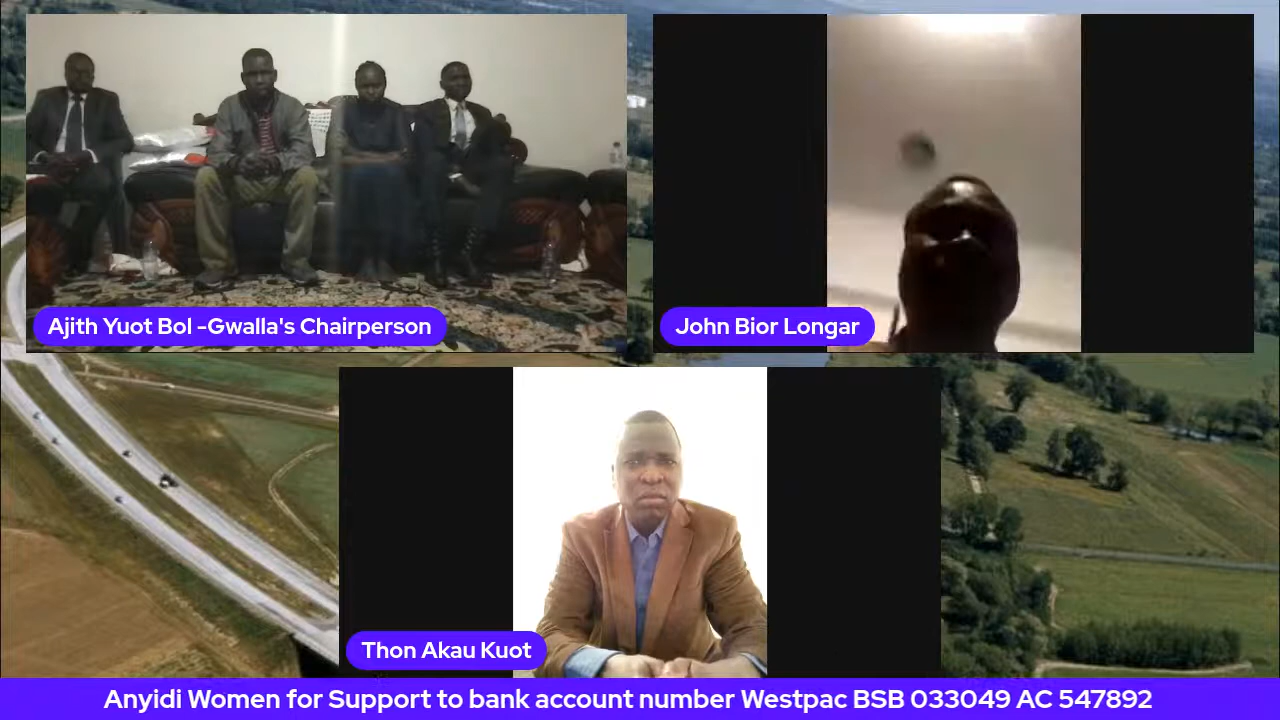 Ajith Yuot Bol -Gwalla's Chairperson
John Bior Longar
Thon Akau Kuot
Anyidi Women for Support to bank account number Westpac BSB 033049 AC 547892